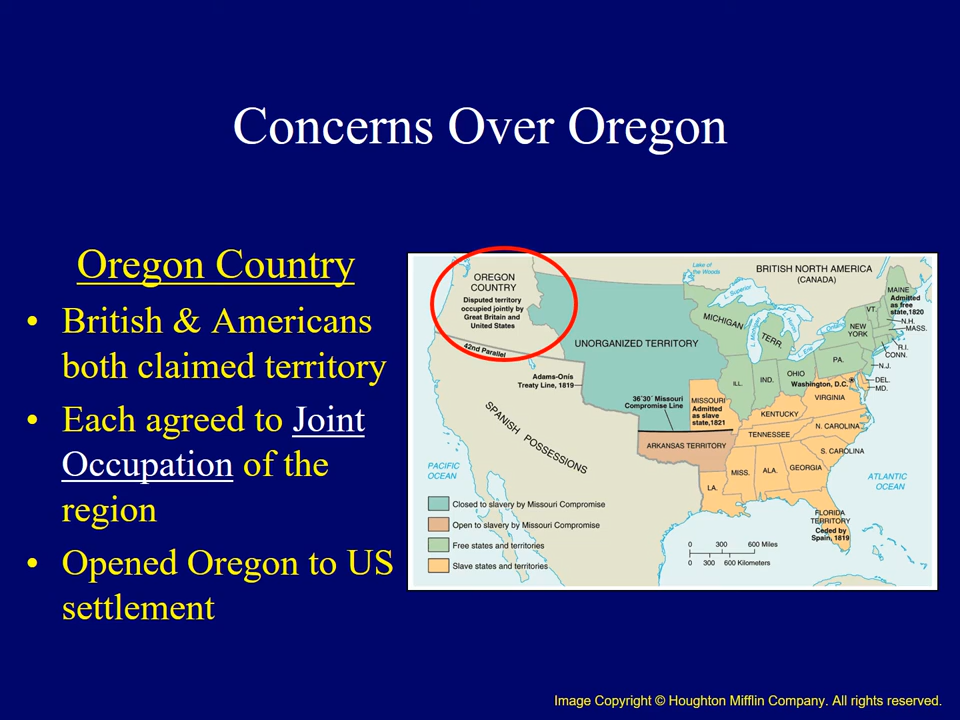 Concerns Over Oregon
Oregon Country
• British & Americans
both claimed territory
• Each agreed to Joint
Occupation of the
region
• Opened Oregon to US
settlement
OREGON
COUNTRY
Disputed territory
occupied jointly by
Great Britain and
United States
42nd Parallel
Adams-Onís
Treaty Line, 1819
UNORGANIZED TERRITORY
36°30´ Missouri
Compromise Line
SPANISH POSSESSIONS
PACIFIC
OCEAN
Lake of
the Woods
BRITISH NORTH AMERICA
(CANADA)
L. Superior
L. Michigan
MICHIGAN
TERR.
MAINE
Admitted
as free
state,1820
VT.
N.H.
MASS.
NEW
YORK
R.I.
CONN.
PA.
N.J.
OHIO
IND.
ILL.
Washington, D.C.
DEL.
MD.
MISSOURI
Admitted
as slave
state,1821
VIRGINIA
KENTUCKY
N. CAROLINA
TENNESSEE
ARKANSAS TERRITORY
S. CAROLINA
MISS.
ALA.
GEORGIA
LA.
ATLANTIC
OCEAN
FLORIDA
TERRITORY
Ceded by
Spain, 1819
Closed to slavery by Missouri Compromise
Open to slavery by Missouri Compromise
Free states and territories
Slave states and territories
0 300 600 Miles
0 300 600 Kilometers
Image Copyright © Houghton Mifflin Company. All rights reserved.